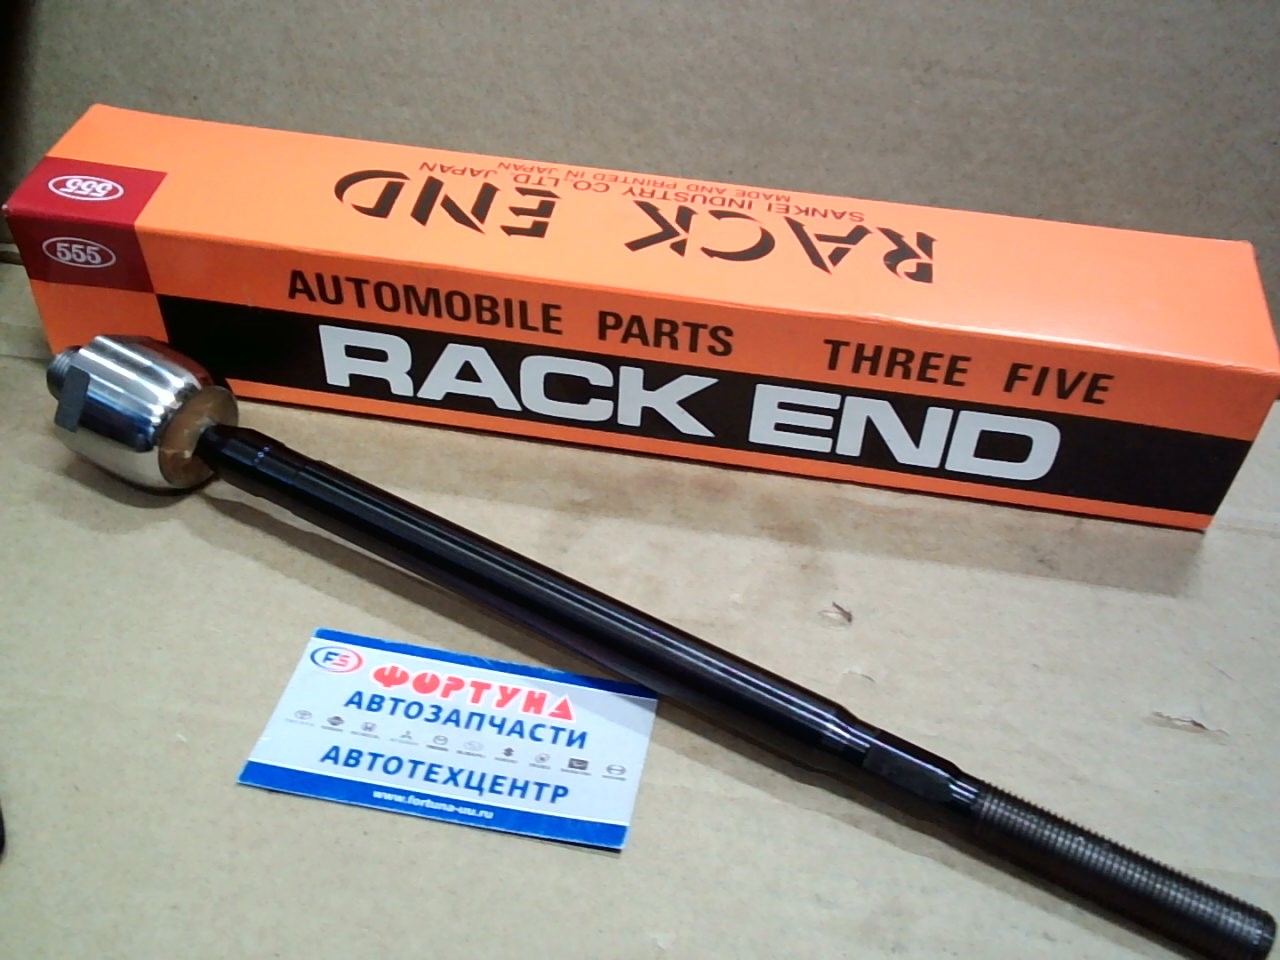 555
SANKEI INDUSTRY CO.,LTD. JAPAN
MADE AND PRINTED IN JAPAN
RACK END
555
AUTOMOBILE PARTS THREE FIVE
RACK END
FS ФОРТУНА
АВТОЗАПЧАСТИ
АВТОТЕХЦЕНТР
www.fortuna-uu.ru